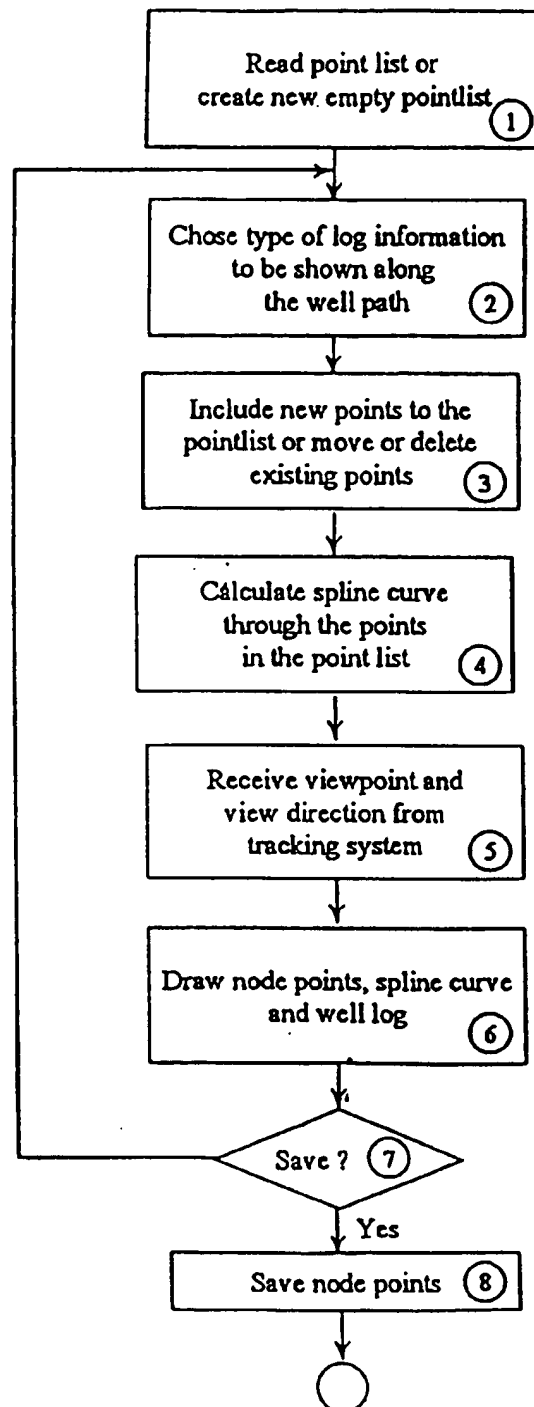 Read point list or
create new empty pointlist
1
Chose type of log information
to be shown along
the well path
2
Include new points to the
pointlist or move or delete
existing points
3
Calculate spline curve
through the points
in the point list
4
Receive viewpoint and
view direction from
tracking system
5
Draw node points, spline curve
and well log
6
Save ? 7
Yes
Save node points 8